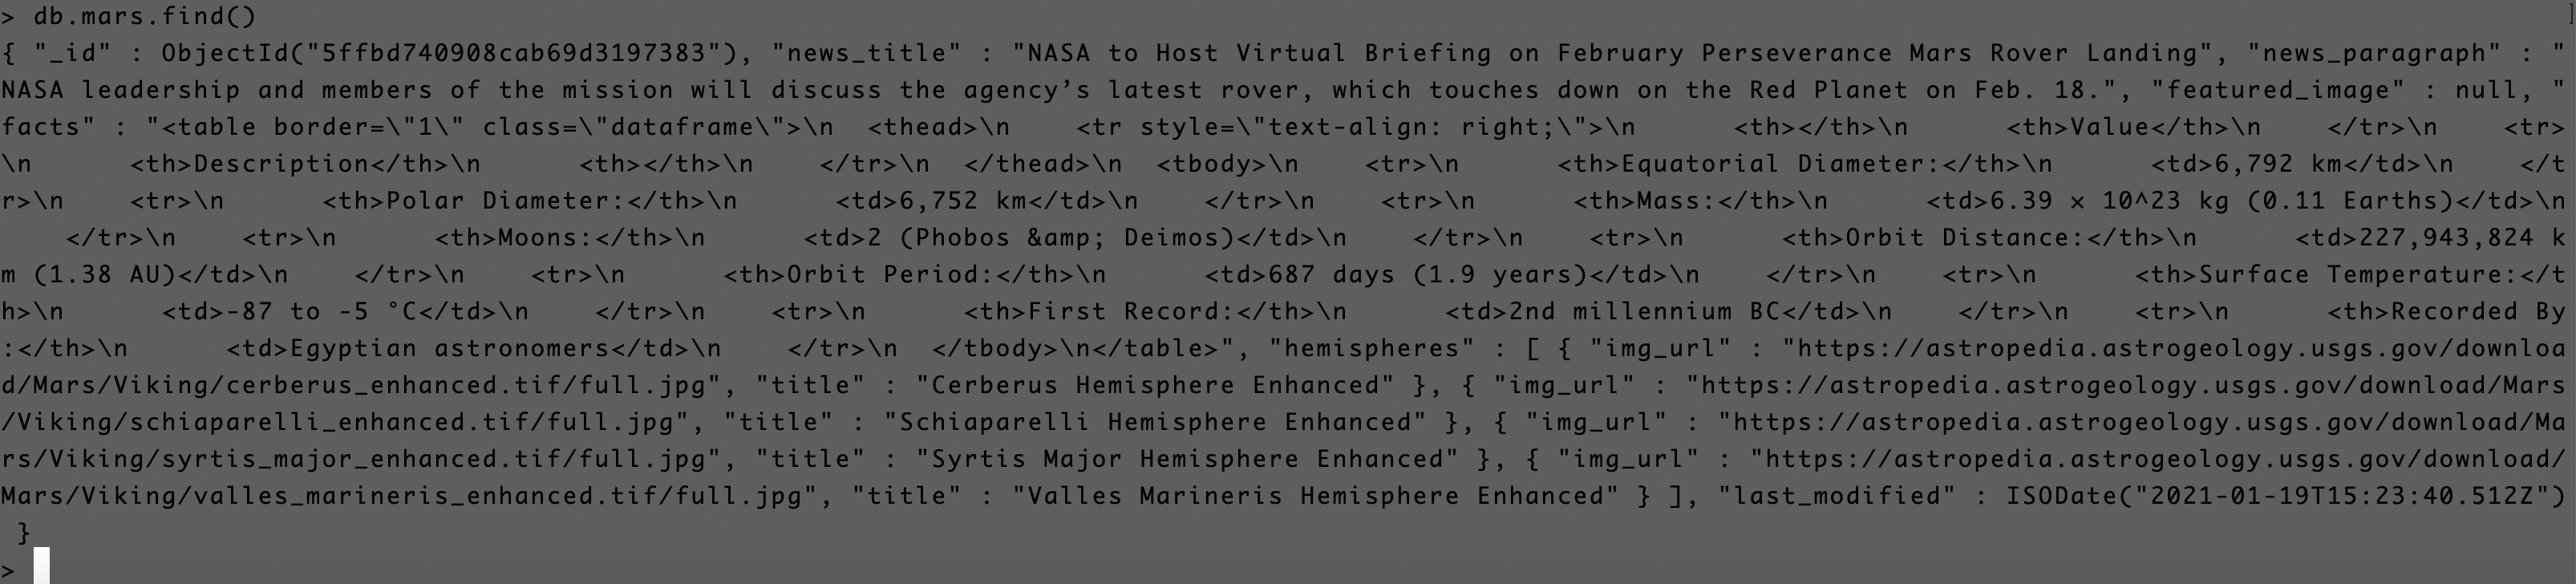 > db.mars.find() ]
{ "_id" : ObjectId("5ffbd740908cab69d3197383"), "news_title" : "NASA to Host Virtual Briefing on February Perseverance Mars Rover Landing", "news_paragraph" : "
NASA leadership and members of the mission will discuss the agency’s latest rover, which touches down on the Red Planet on Feb. 18.", "featured_image" : null, "
facts" : "<table border=\"1\" class=\"dataframe\">\n  <thead>\n    <tr style=\"text-align: right;\">\n      <th></th>\n      <th>Value</th>\n    </tr>\n    <tr>
\n      <th>Description</th>\n      <th></th>\n    </tr>\n  </thead>\n  <tbody>\n    <tr>\n      <th>Equatorial Diameter:</th>\n      <td>6,792 km</td>\n    </t
r>\n    <tr>\n      <th>Polar Diameter:</th>\n      <td>6,752 km</td>\n    </tr>\n    <tr>\n      <th>Mass:</th>\n      <td>6.39 × 10^23 kg (0.11 Earths)</td>\n
    </tr>\n    <tr>\n      <th>Moons:</th>\n      <td>2 (Phobos &amp; Deimos)</td>\n    </tr>\n    <tr>\n      <th>Orbit Distance:</th>\n      <td>227,943,824 k
m (1.38 AU)</td>\n    </tr>\n    <tr>\n      <th>Orbit Period:</th>\n      <td>687 days (1.9 years)</td>\n    </tr>\n    <tr>\n      <th>Surface Temperature:</t
h>\n      <td>-87 to -5 °C</td>\n    </tr>\n    <tr>\n      <th>First Record:</th>\n      <td>2nd millennium BC</td>\n    </tr>\n    <tr>\n      <th>Recorded By
:</th>\n      <td>Egyptian astronomers</td>\n    </tr>\n  </tbody>\n</table>", "hemispheres" : [ { "img_url" : "https://astropedia.astrogeology.usgs.gov/downloa
d/Mars/Viking/cerberus_enhanced.tif/full.jpg", "title" : "Cerberus Hemisphere Enhanced" }, { "img_url" : "https://astropedia.astrogeology.usgs.gov/download/Mars
/Viking/schiaparelli_enhanced.tif/full.jpg", "title" : "Schiaparelli Hemisphere Enhanced" }, { "img_url" : "https://astropedia.astrogeology.usgs.gov/download/Ma
rs/Viking/syrtis_major_enhanced.tif/full.jpg", "title" : "Syrtis Major Hemisphere Enhanced" }, { "img_url" : "https://astropedia.astrogeology.usgs.gov/download/
Mars/Viking/valles_marineris_enhanced.tif/full.jpg", "title" : "Valles Marineris Hemisphere Enhanced" } ], "last_modified" : ISODate("2021-01-19T15:23:40.512Z")
 }
>